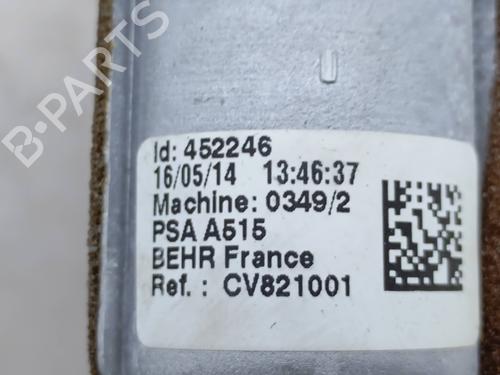 B-PARTS
U
Id: 452246
16/05/14 13:46:37
Machine: 0349/2
PSA A515
BEHR France
Ref. : CV821001